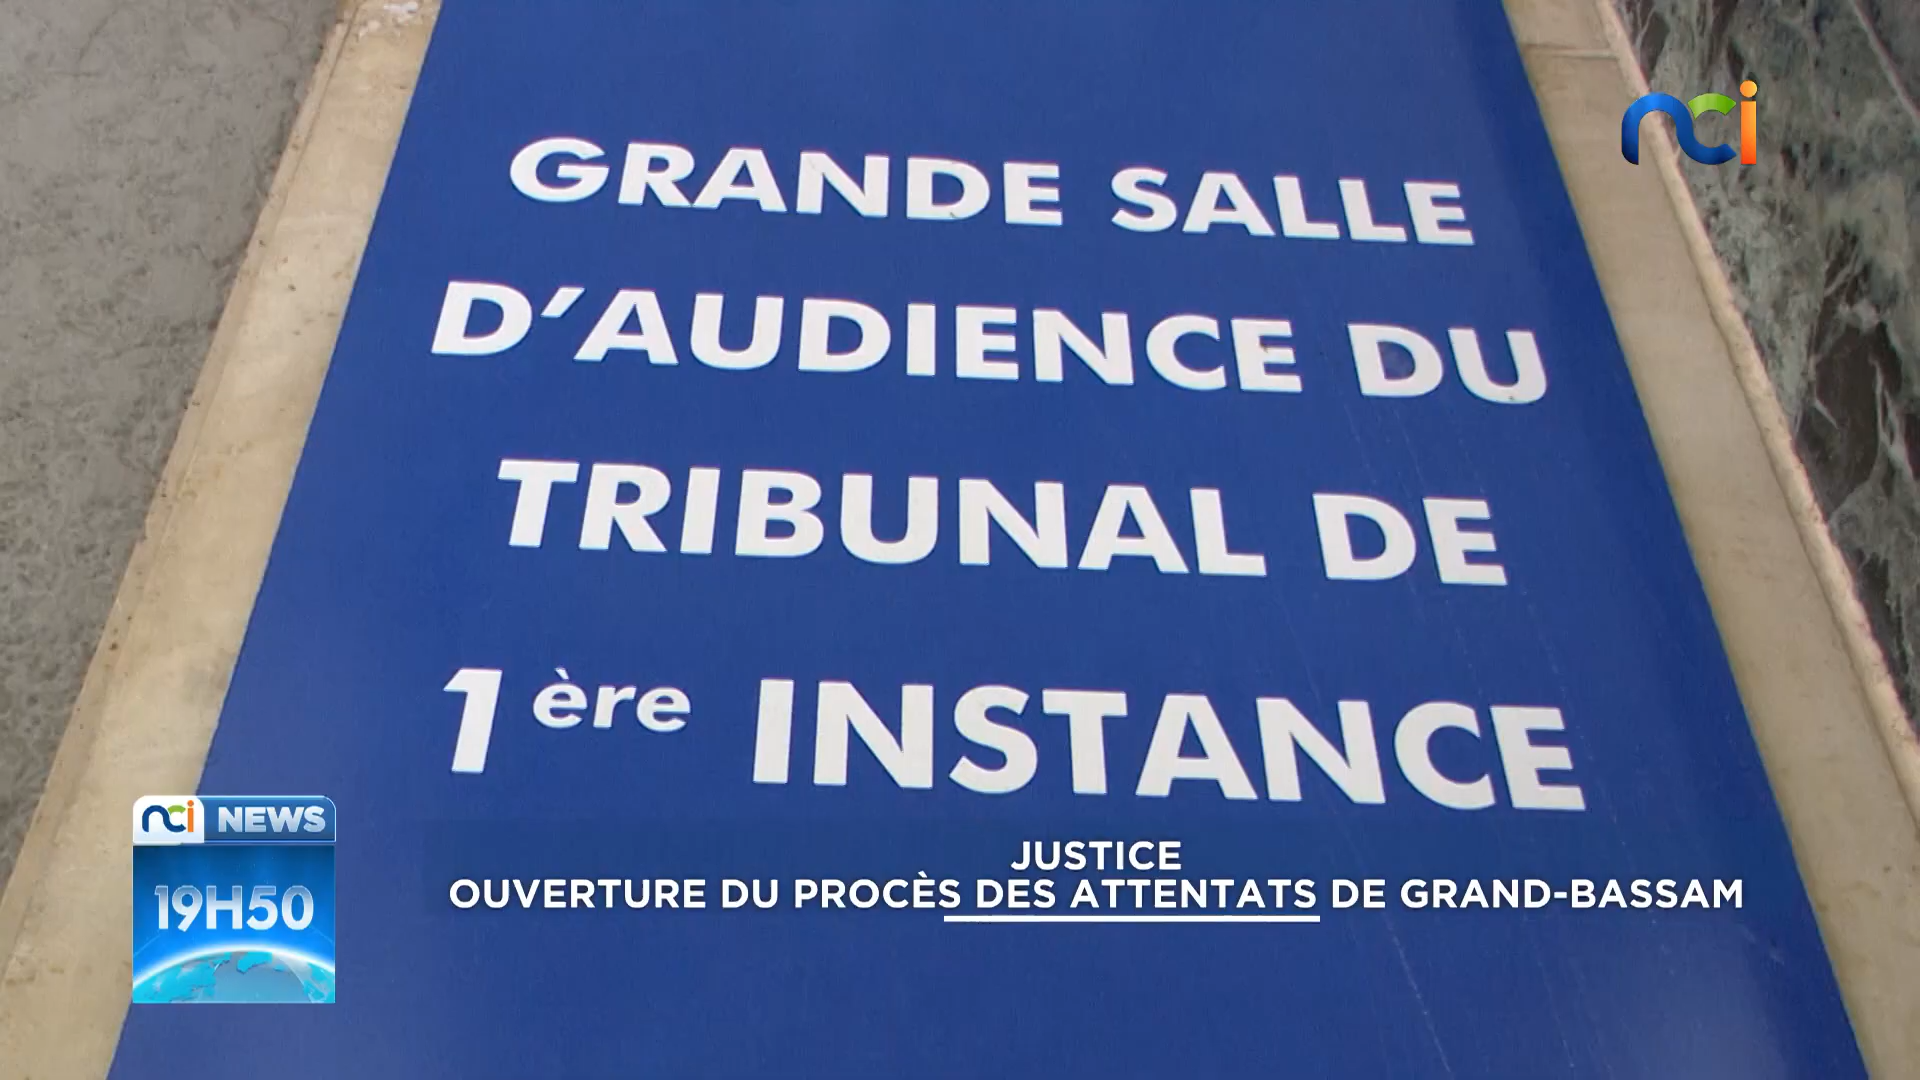 nci
GRANDE SALLE
D'AUDIENCE DU
TRIBUNAL DE
1ère INSTANCE
nci NEWS
19H50
JUSTICE
OUVERTURE DU PROCÈS DES ATTENTATS DE GRAND-BASSAM